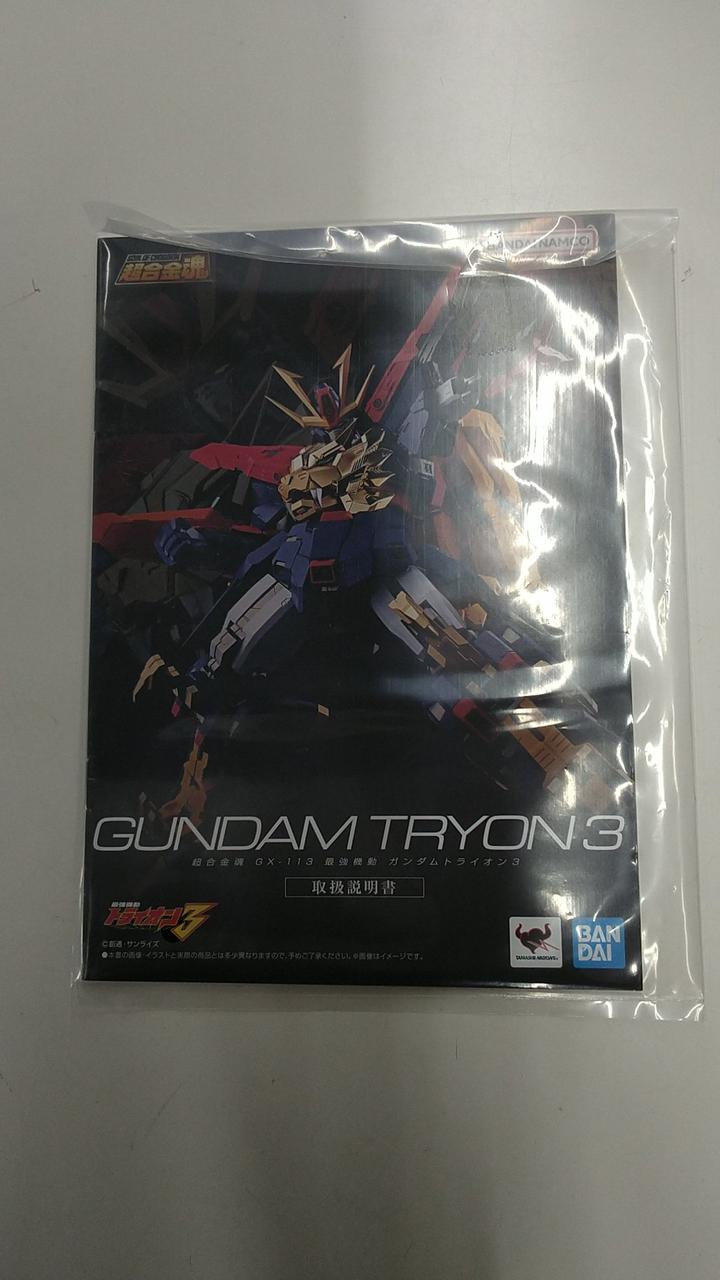 BANDAI NAMCO
SOUL OF CHOGOKIN
超合金魂
GUNDAM TRYON 3
超合金魂 GX-113 最強機動 ガンダムトライオン3
取扱説明書
最強機動
トライオン3
©創通・サンライズ
●本書の画像・イラストと実際の商品とは多少異なりますので、予めご了承ください。※画像はイメージです。
TAMASHII NATIONS
BAN
DAI